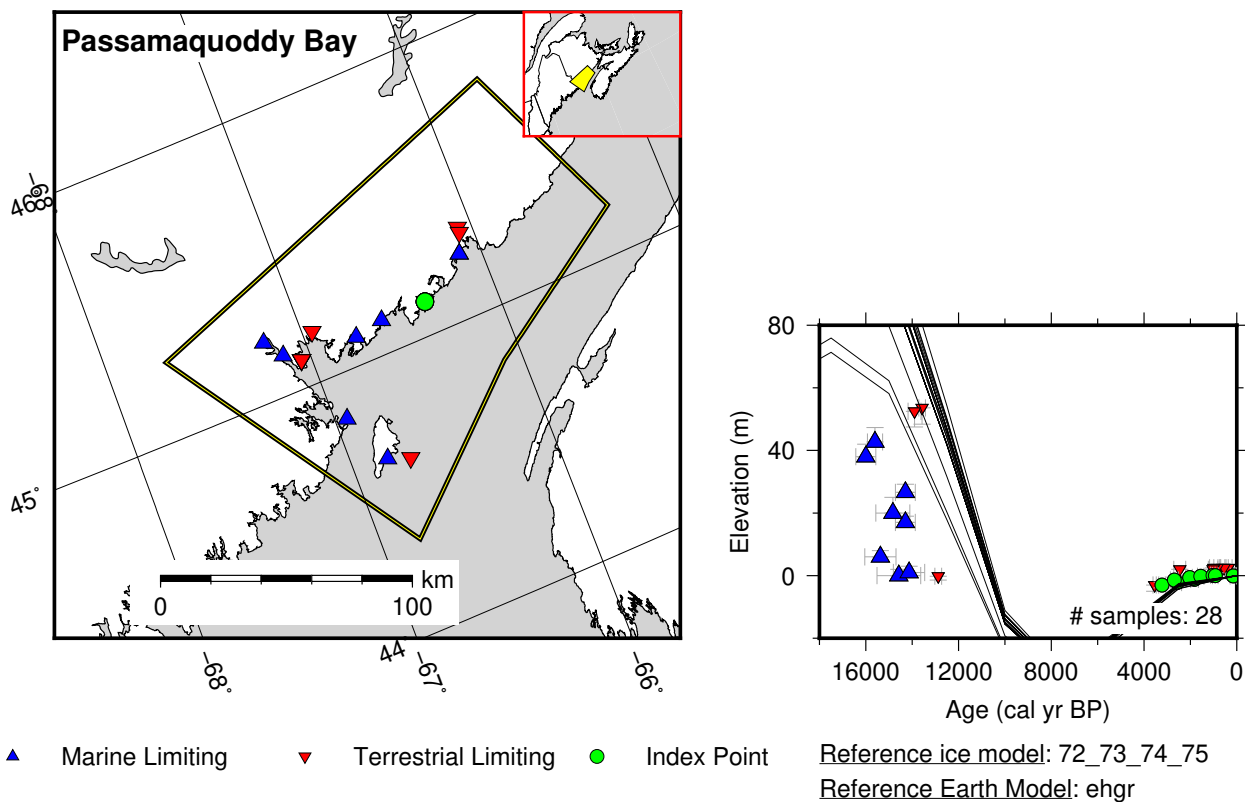 Passamaquoddy Bay
46°
-68°
45°
km
0 100
-68°
44°
-67°
-66°
80
40
0
Elevation (m)
# samples: 28
16000 12000 8000 4000 0
Age (cal yr BP)
Marine Limiting Terrestrial Limiting Index Point
Reference ice model: 72_73_74_75
Reference Earth Model: ehgr